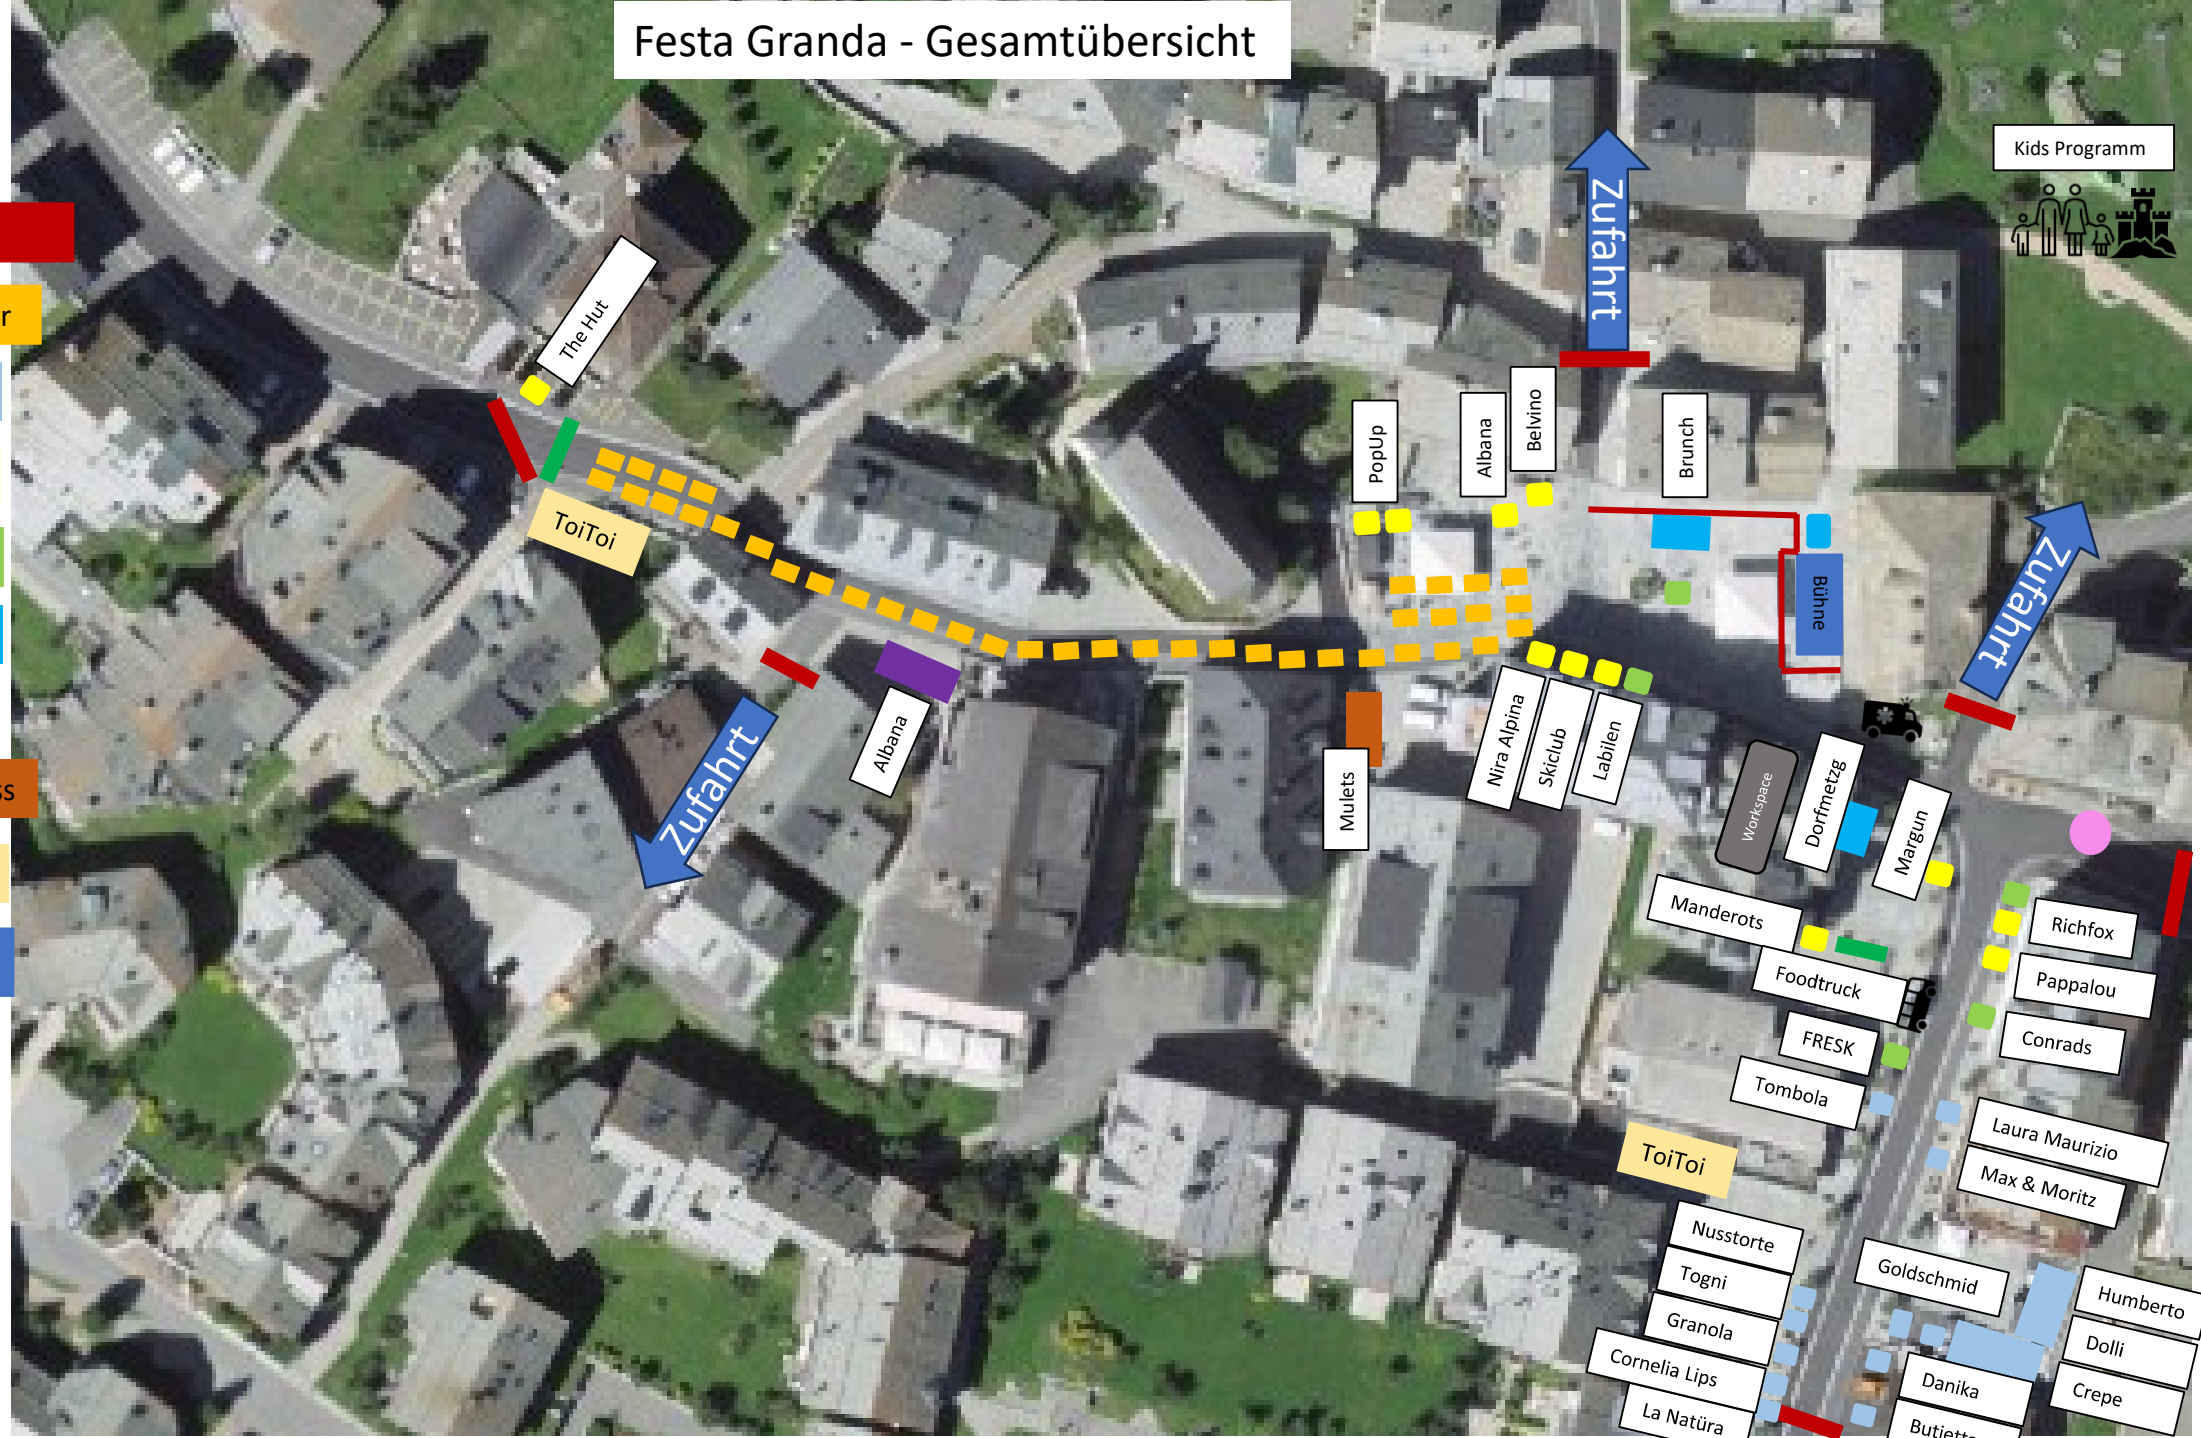 Festa Granda - Gesamtübersicht
Kids Programm
Zufahrt
r
The Hut
PopUp
Albana
Belvino
Brunch
ToiToi
Bühne
Zufahrt
Zufahrt
Albana
Mulets
Nira Alpina
Skiclub
Labilen
Workspace
Dorfmetzg
Margun
ss
Manderots
Richfox
Foodtruck
Pappalou
FRESK
Conrads
Tombola
Laura Maurizio
ToiToi
Max & Moritz
Nusstorte
Togni
Goldschmid
Humberto
Granola
Dolli
Cornelia Lips
Danika
Crepe
La Natüra